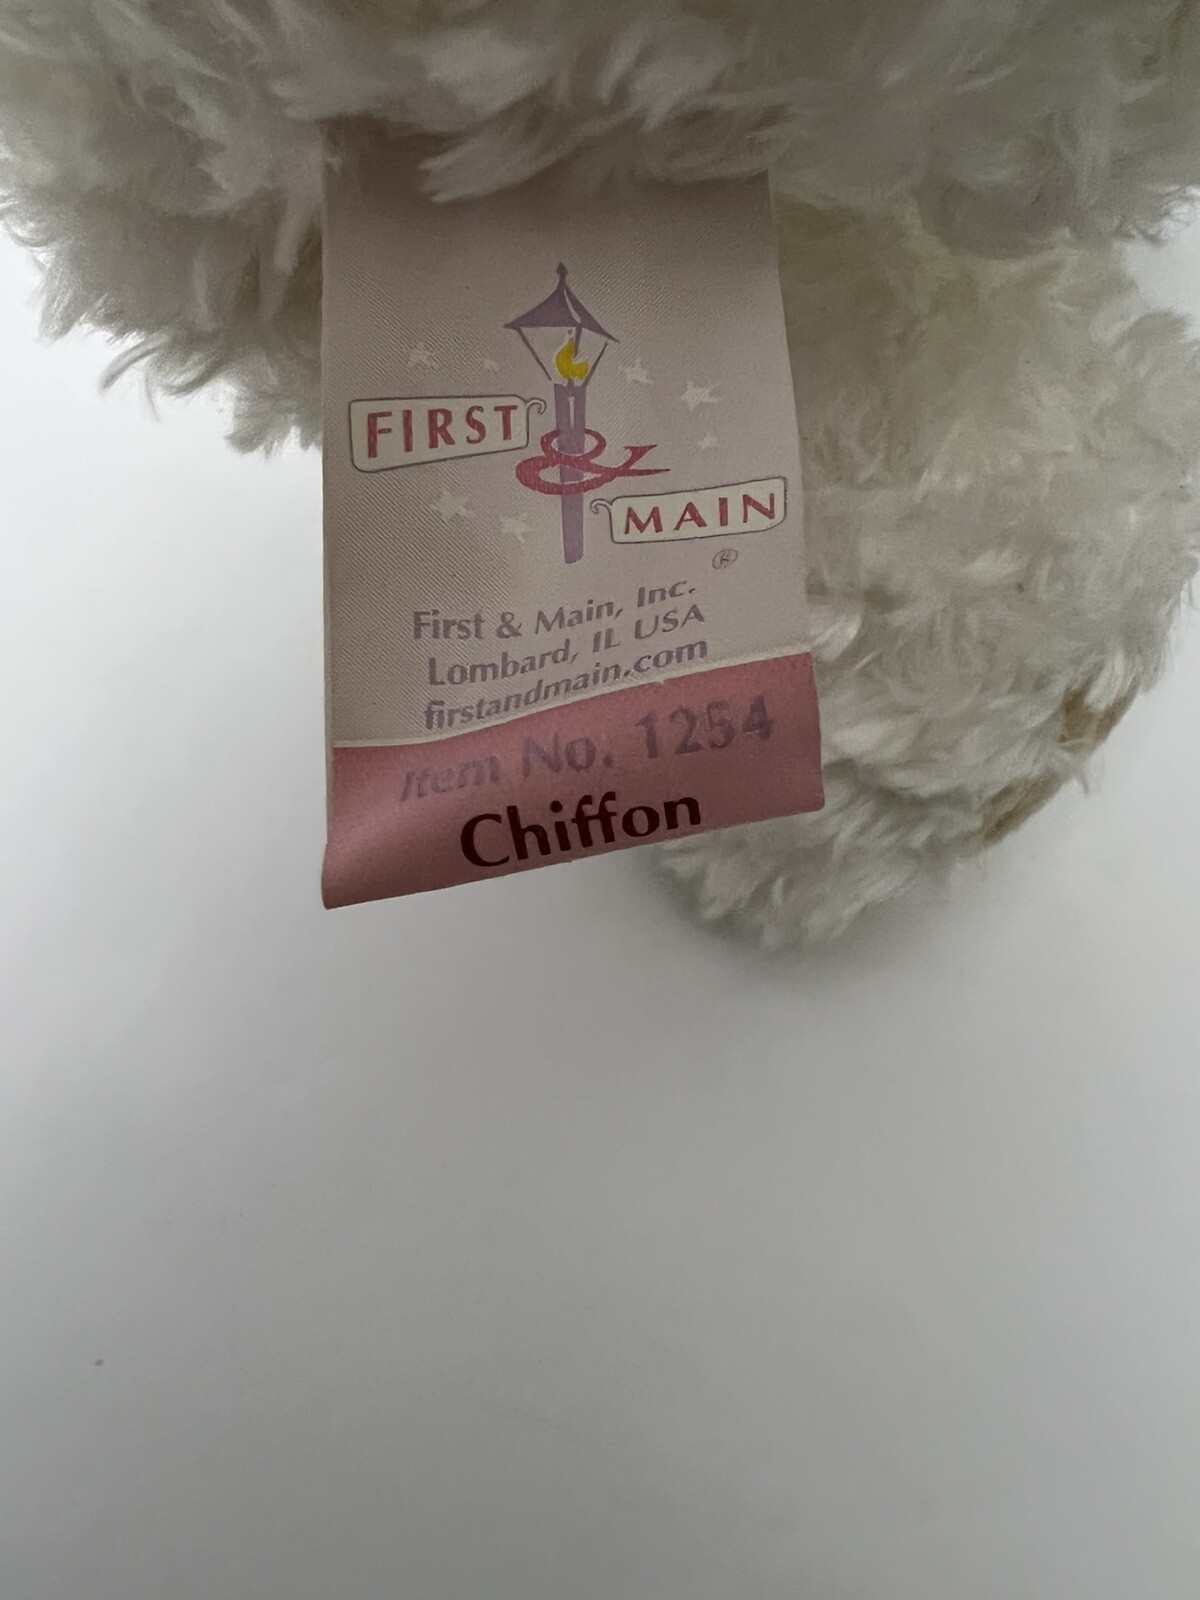 FIRST
&
MAIN
®
First & Main, Inc.
Lombard, IL USA
firstandmain.com
Item No. 1254
Chiffon